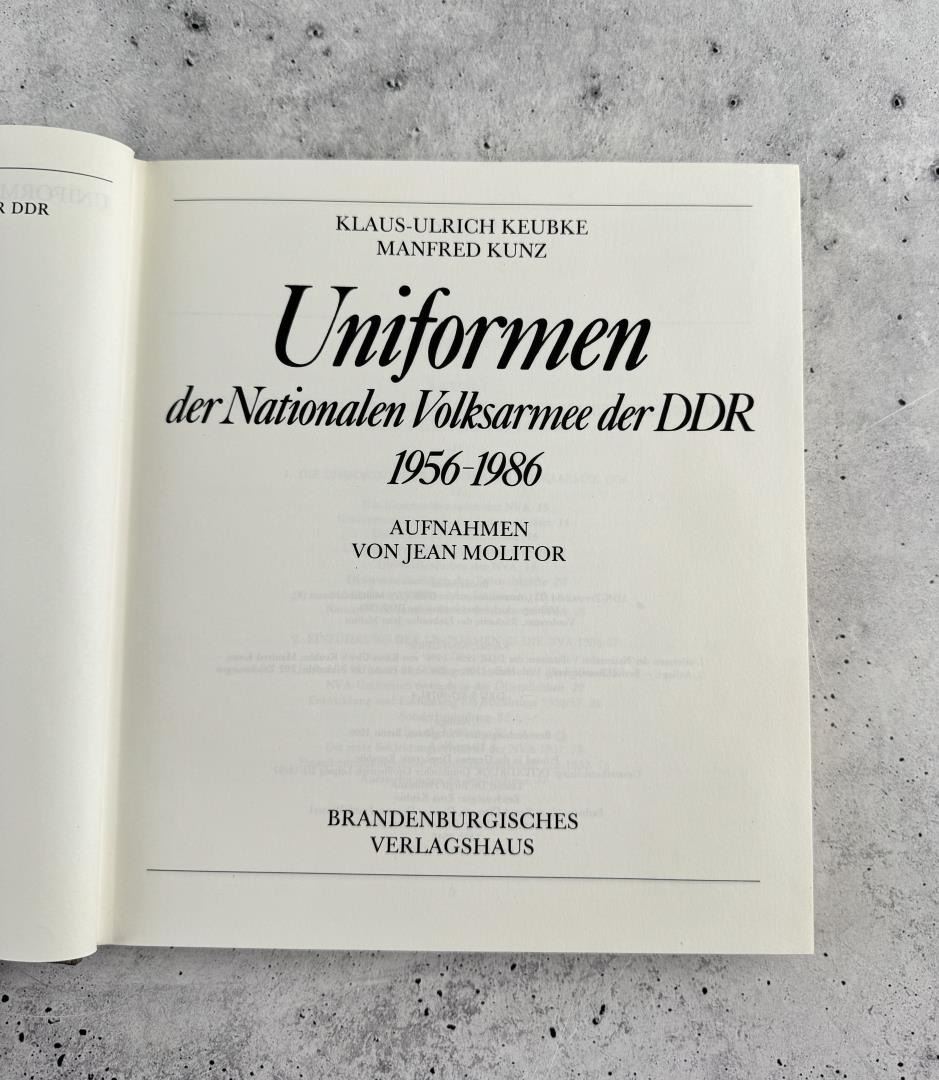 R DDR
KLAUS-ULRICH KEUBKE
MANFRED KUNZ
Uniformen
der Nationalen Volksarmee der DDR
1956-1986
AUFNAHMEN
VON JEAN MOLITOR
BRANDENBURGISCHES
VERLAGSHAUS